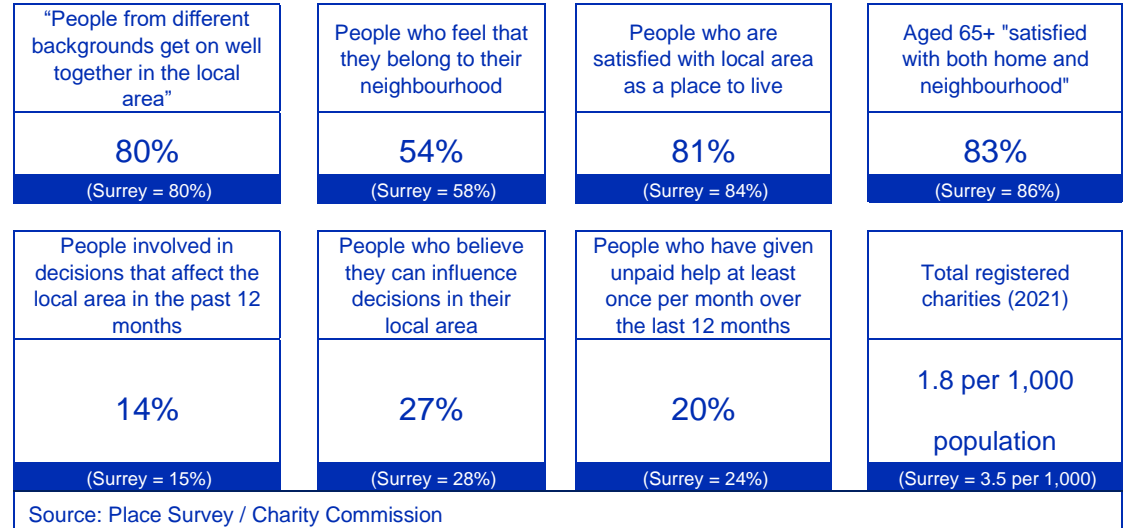 “People from different
backgrounds get on well
together in the local
area”
80%
(Surrey = 80%)
People who feel that
they belong to their
neighbourhood
54%
(Surrey = 58%)
People who are
satisfied with local area
as a place to live
81%
(Surrey = 84%)
Aged 65+ "satisfied
with both home and
neighbourhood"
83%
(Surrey = 86%)
People involved in
decisions that affect the
local area in the past 12
months
14%
(Surrey = 15%)
People who believe
they can influence
decisions in their
local area
27%
(Surrey = 28%)
People who have given
unpaid help at least
once per month over
the last 12 months
20%
(Surrey = 24%)
Total registered
charities (2021)
1.8 per 1,000
population
(Surrey = 3.5 per 1,000)
Source: Place Survey / Charity Commission